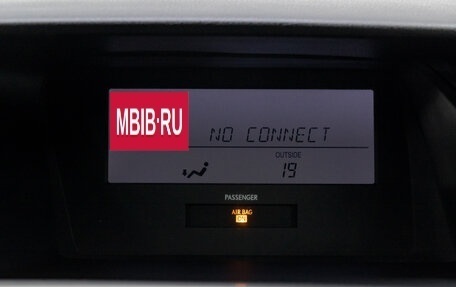 MBIB·RU
NO CONNECT
OUTSIDE
19
PASSENGER
AIR BAG